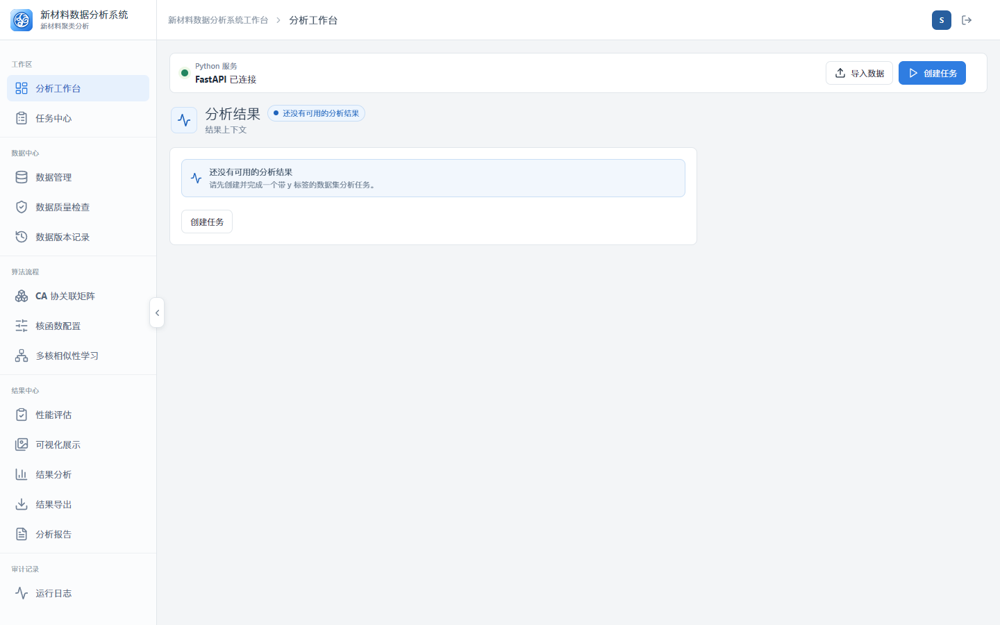 新材料数据分析系统
新材料聚类分析
工作区
分析工作台
任务中心
数据中心
数据管理
数据质量检查
数据版本记录
算法流程
CA 协关联矩阵
核函数配置
多核相似性学习
结果中心
性能评估
可视化展示
结果分析
结果导出
分析报告
审计记录
运行日志
新材料数据分析系统工作台
分析工作台
S
Python 服务
FastAPI 已连接
导入数据
创建任务
分析结果
还没有可用的分析结果
结果上下文
还没有可用的分析结果
请先创建并完成一个带 y 标签的数据集分析任务。
创建任务